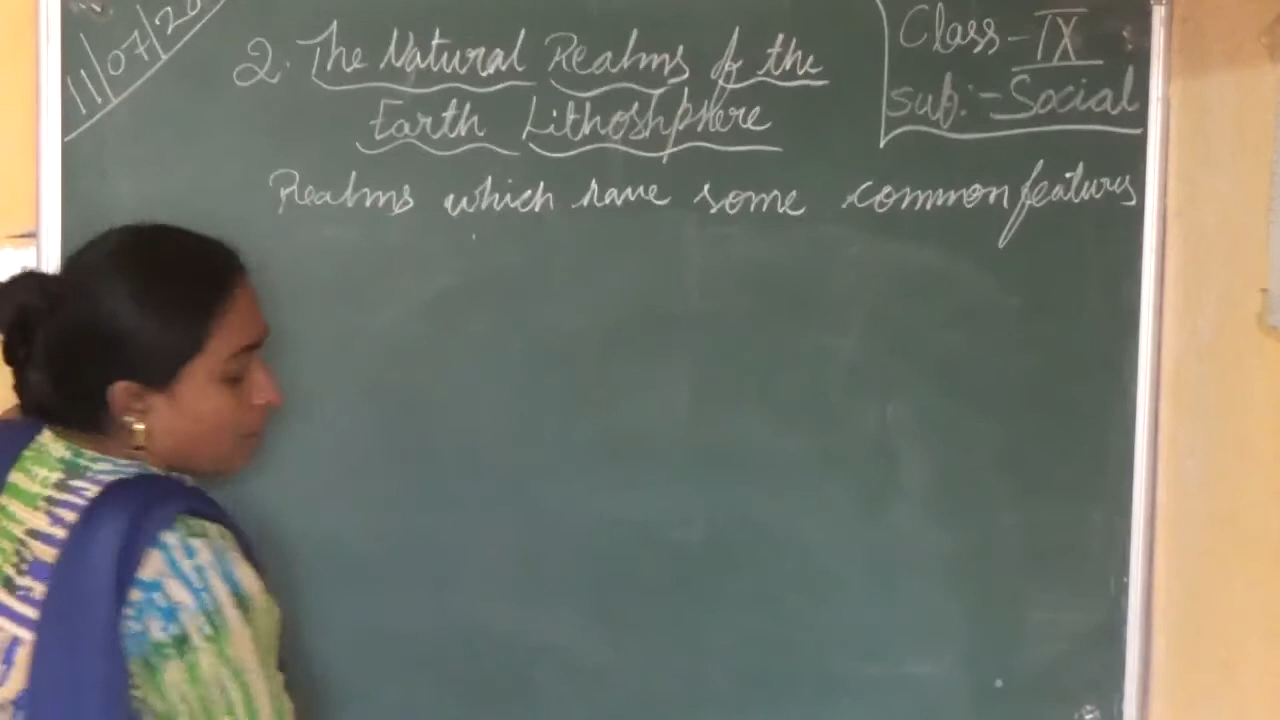 11/07/20
2. The Natural Realms of the
Earth Lithoshphere
Class - IX
Sub:- Social
Realms which have some common features